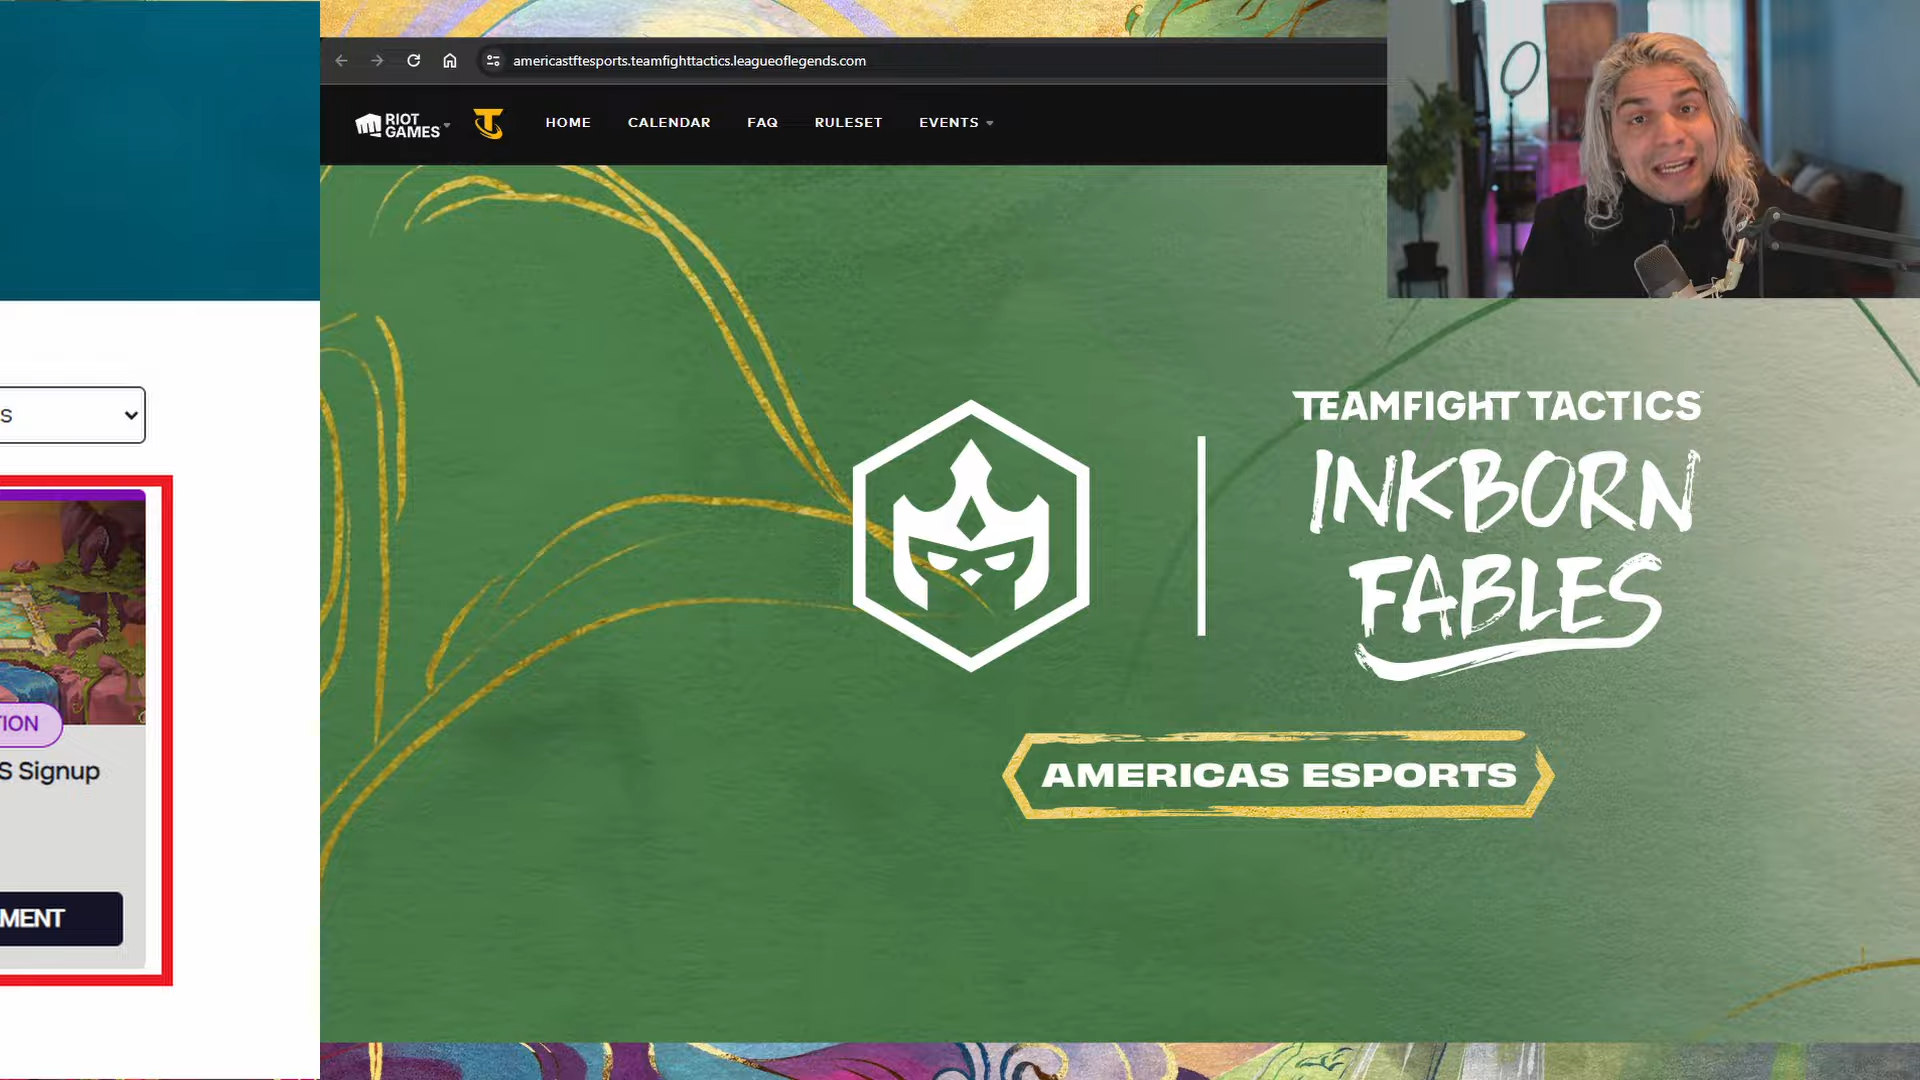 americastftesports.teamfighttactics.leagueoflegends.com
RIOT GAMES
HOME
CALENDAR
FAQ
RULESET
EVENTS
S
TION
S Signup
MENT
TEAMFIGHT TACTICS
INKBORN
FABLES
AMERICAS ESPORTS